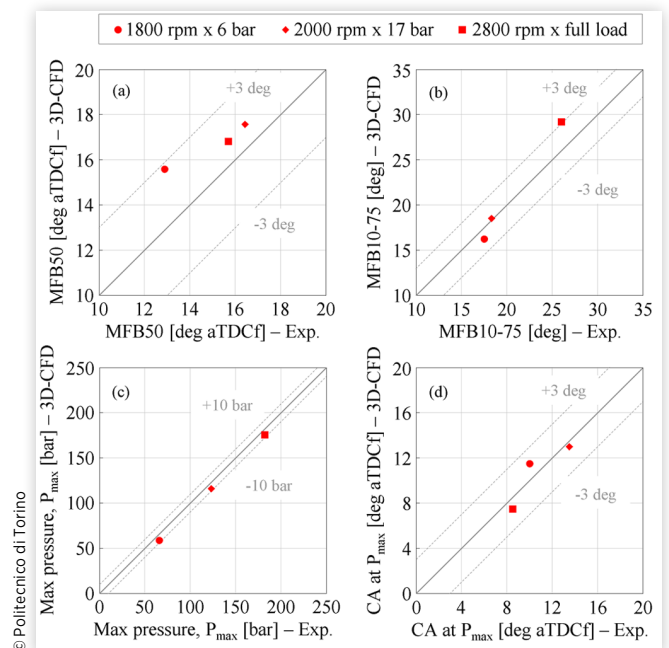 1800 rpm x 6 bar 2000 rpm x 17 bar 2800 rpm x full load
(a)
+3 deg
-3 deg
20
18
16
14
12
10
10 12 14 16 18 20
MFB50 [deg aTDCf] – 3D-CFD
MFB50 [deg aTDCf] – Exp.
(b)
+3 deg
-3 deg
35
30
25
20
15
10
10 15 20 25 30 35
MFB10-75 [deg] – 3D-CFD
MFB10-75 [deg] – Exp.
(c)
+10 bar
-10 bar
250
200
150
100
50
0
0 50 100 150 200 250
Max pressure, Pmax [bar] – 3D-CFD
Max pressure, Pmax [bar] – Exp.
(d)
+3 deg
-3 deg
20
16
12
8
4
0
0 4 8 12 16 20
CA at Pmax [deg aTDCf] – 3D-CFD
CA at Pmax [deg aTDCf] – Exp.
© Politecnico di Torino